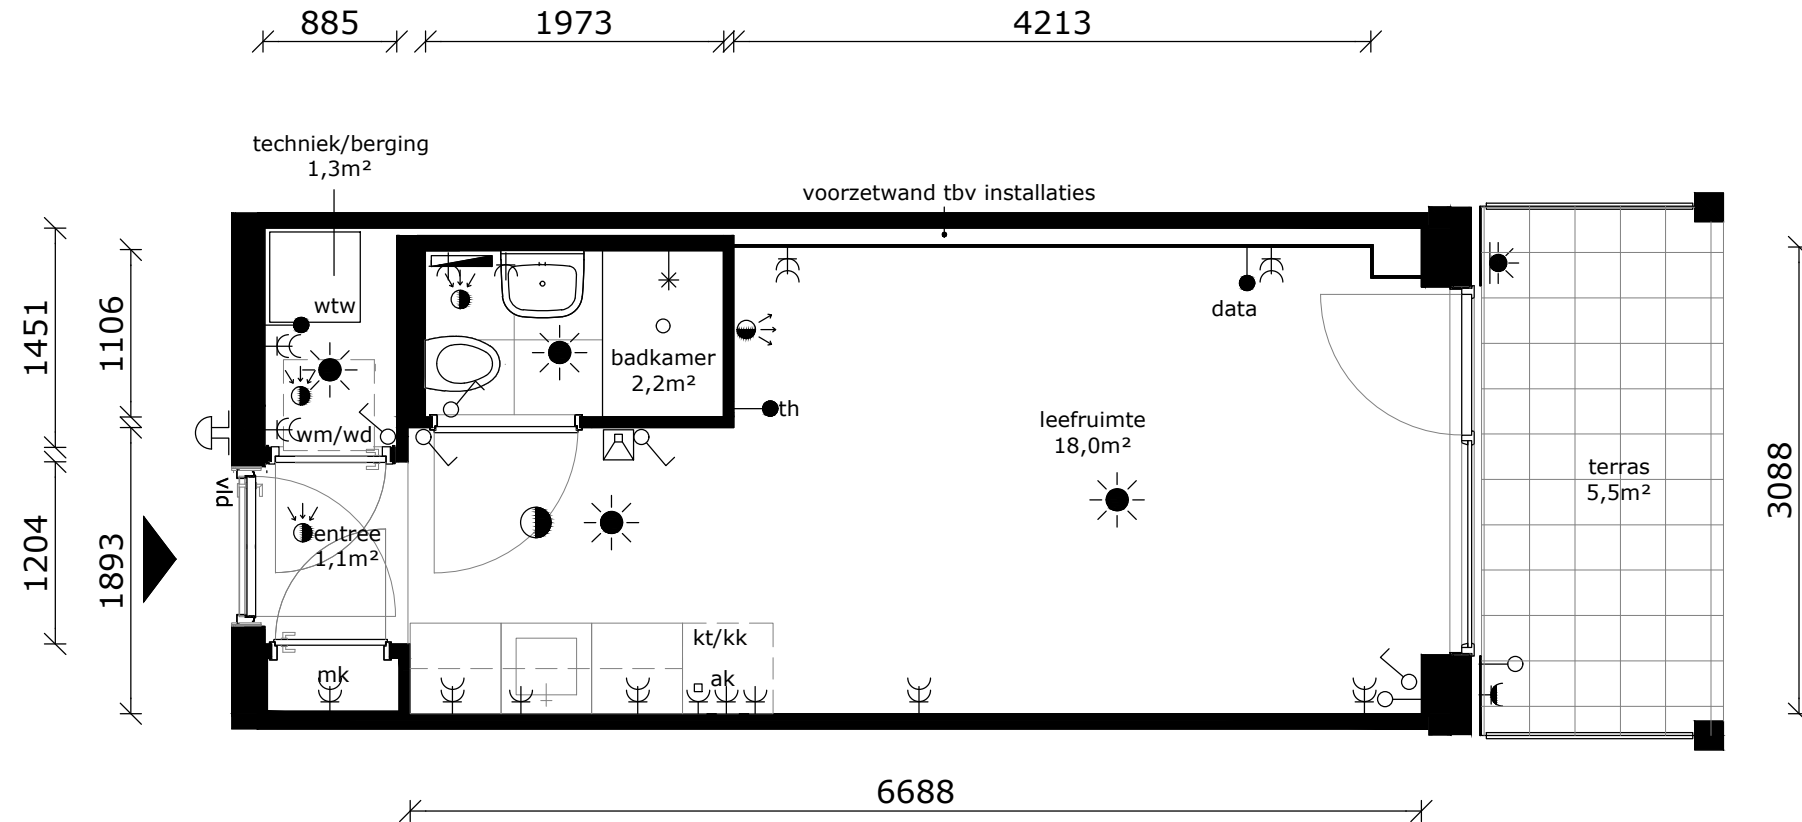 885
1973
4213
techniek/berging
1,3m²
voorzetwand tbv installaties
1451
1106
wtw
data
badkamer
2,2m²
th
leefruimte
18,0m²
wm/wd
vld
terras
5,5m²
3088
entree
1,1m²
1204
1893
kt/kk
mk
ak
6688